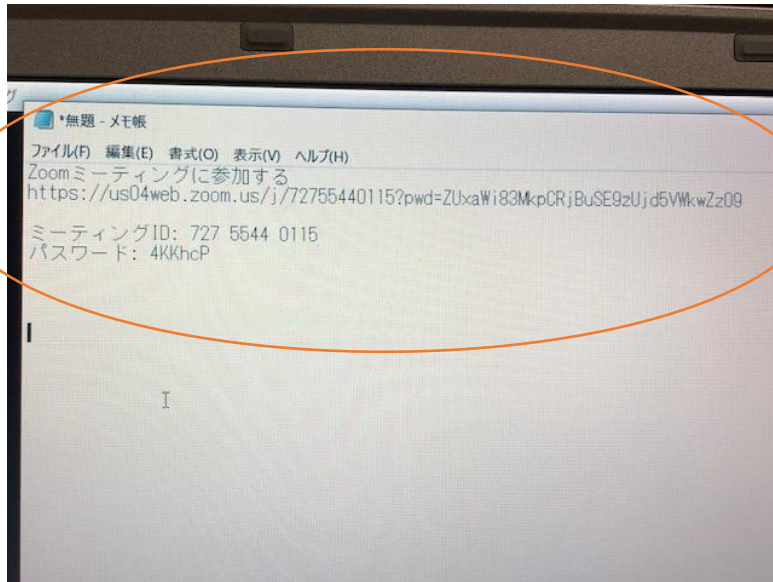 グ
*無題 - メモ帳
ファイル(F) 編集(E) 書式(O) 表示(V) ヘルプ(H)
Zoomミーティングに参加する
https://us04web.zoom.us/j/72755440115?pwd=ZUxaWi83MkpCRjBuSE9zUjd5VWkwZz09
ミーティングID: 727 5544 0115
パスワード: 4KKhcP